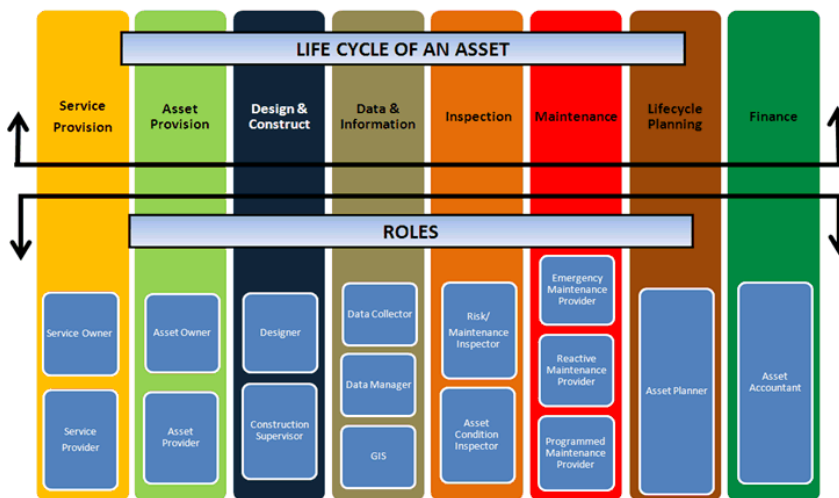 LIFE CYCLE OF AN ASSET
Service
Provision
Asset
Provision
Design &
Construct
Data &
Information
Inspection
Maintenance
Lifecycle
Planning
Finance
ROLES
Service Owner
Service
Provider
Asset Owner
Asset
Provider
Designer
Construction
Supervisor
Data Collector
Data Manager
GIS
Risk/
Maintenance
Inspector
Asset
Condition
Inspector
Emergency
Maintenance
Provider
Reactive
Maintenance
Provider
Programmed
Maintenance
Provider
Asset Planner
Asset
Accountant